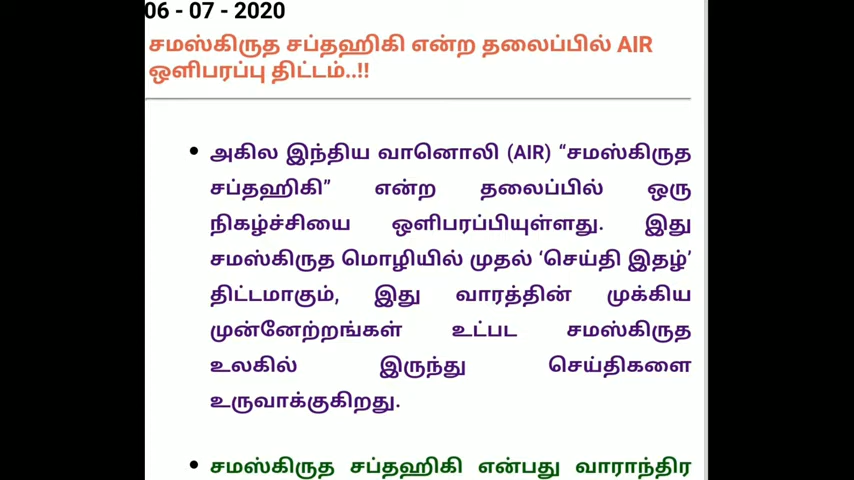 06 - 07 - 2020
சமஸ்கிருத சப்தஹிகி என்ற தலைப்பில் AIR
ஒளிபரப்பு திட்டம்..!!
• அகில இந்திய வானொலி (AIR) “சமஸ்கிருத
சப்தஹிகி” என்ற தலைப்பில் ஒரு
நிகழ்ச்சியை ஒளிபரப்பியுள்ளது. இது
சமஸ்கிருத மொழியில் முதல் ‘செய்தி இதழ்’
திட்டமாகும், இது வாரத்தின் முக்கிய
முன்னேற்றங்கள் உட்பட சமஸ்கிருத
உலகில் இருந்து செய்திகளை
உருவாக்குகிறது.
• சமஸ்கிருத சப்தஹிகி என்பது வாராந்திர